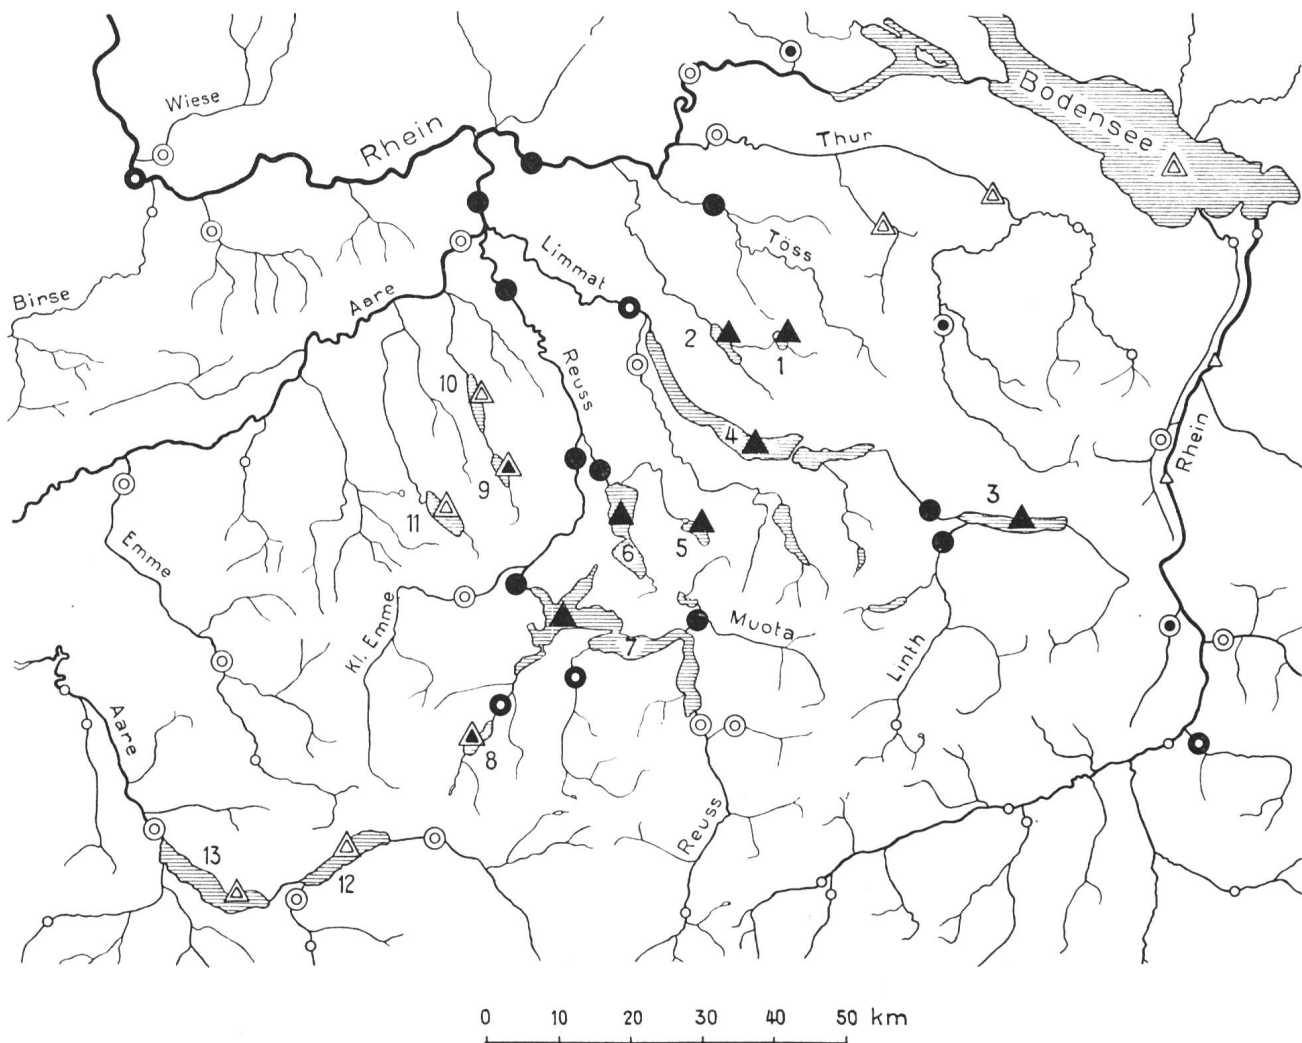 Wiese
Rhein
Bodensee
Thur
Töss
Limmat
Birse
Aare
Reuss
2
1
10
4
Rhein
9
3
11
5
6
Emme
Kl. Emme
Muota
7
Linth
Aare
8
Reuss
13
12
0 10 20 30 40 50 km